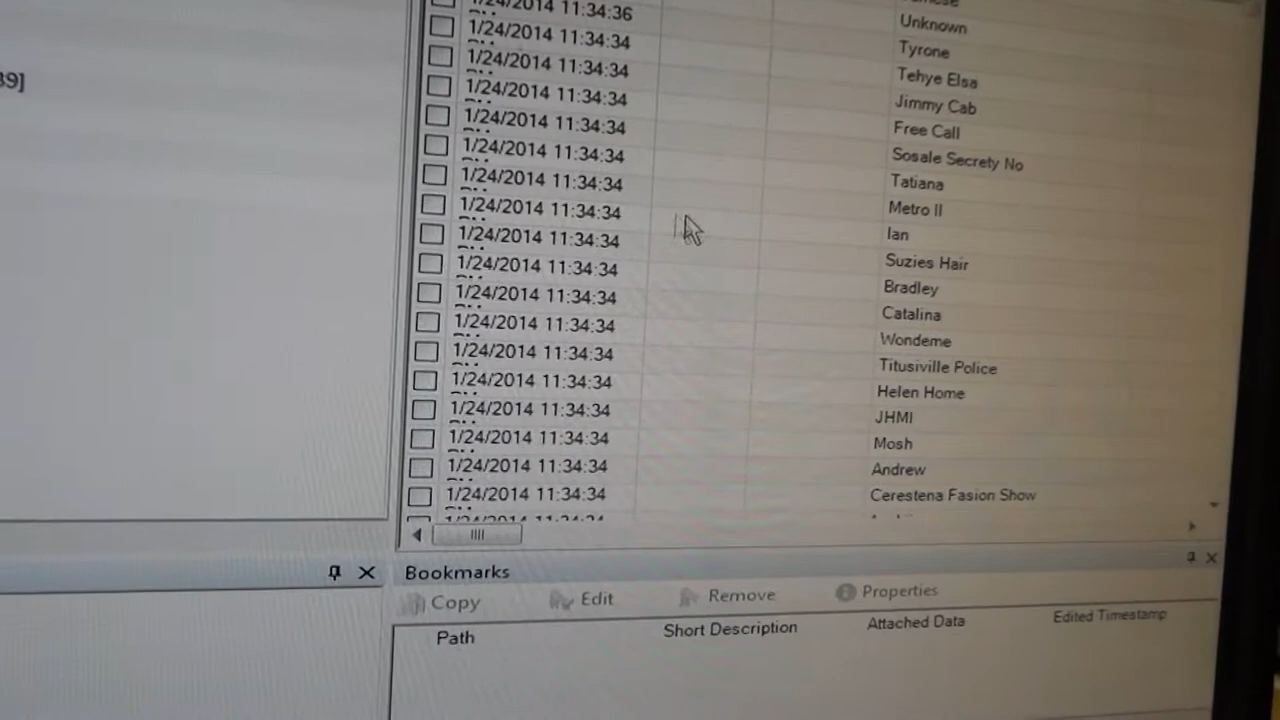 1/24/2014 11:34:36
Unknown
1/24/2014 11:34:34 Tyrone
1/24/2014 11:34:34 Tehye Elsa
1/24/2014 11:34:34 Jimmy Cab
39]
1/24/2014 11:34:34 Free Call
1/24/2014 11:34:34 Sosale Secrety No
1/24/2014 11:34:34 Tatiana
1/24/2014 11:34:34 Metro II
1/24/2014 11:34:34 Ian
1/24/2014 11:34:34 Suzies Hair
1/24/2014 11:34:34 Bradley
1/24/2014 11:34:34 Catalina
1/24/2014 11:34:34 Wondeme
1/24/2014 11:34:34 Titusiville Police
1/24/2014 11:34:34 Helen Home
1/24/2014 11:34:34 JHMI
1/24/2014 11:34:34 Mosh
1/24/2014 11:34:34 Andrew
1/24/2014 11:34:34 Cerestena Fasion Show
Bookmarks
Copy Edit Remove Properties
Path Short Description Attached Data Edited Timestamp